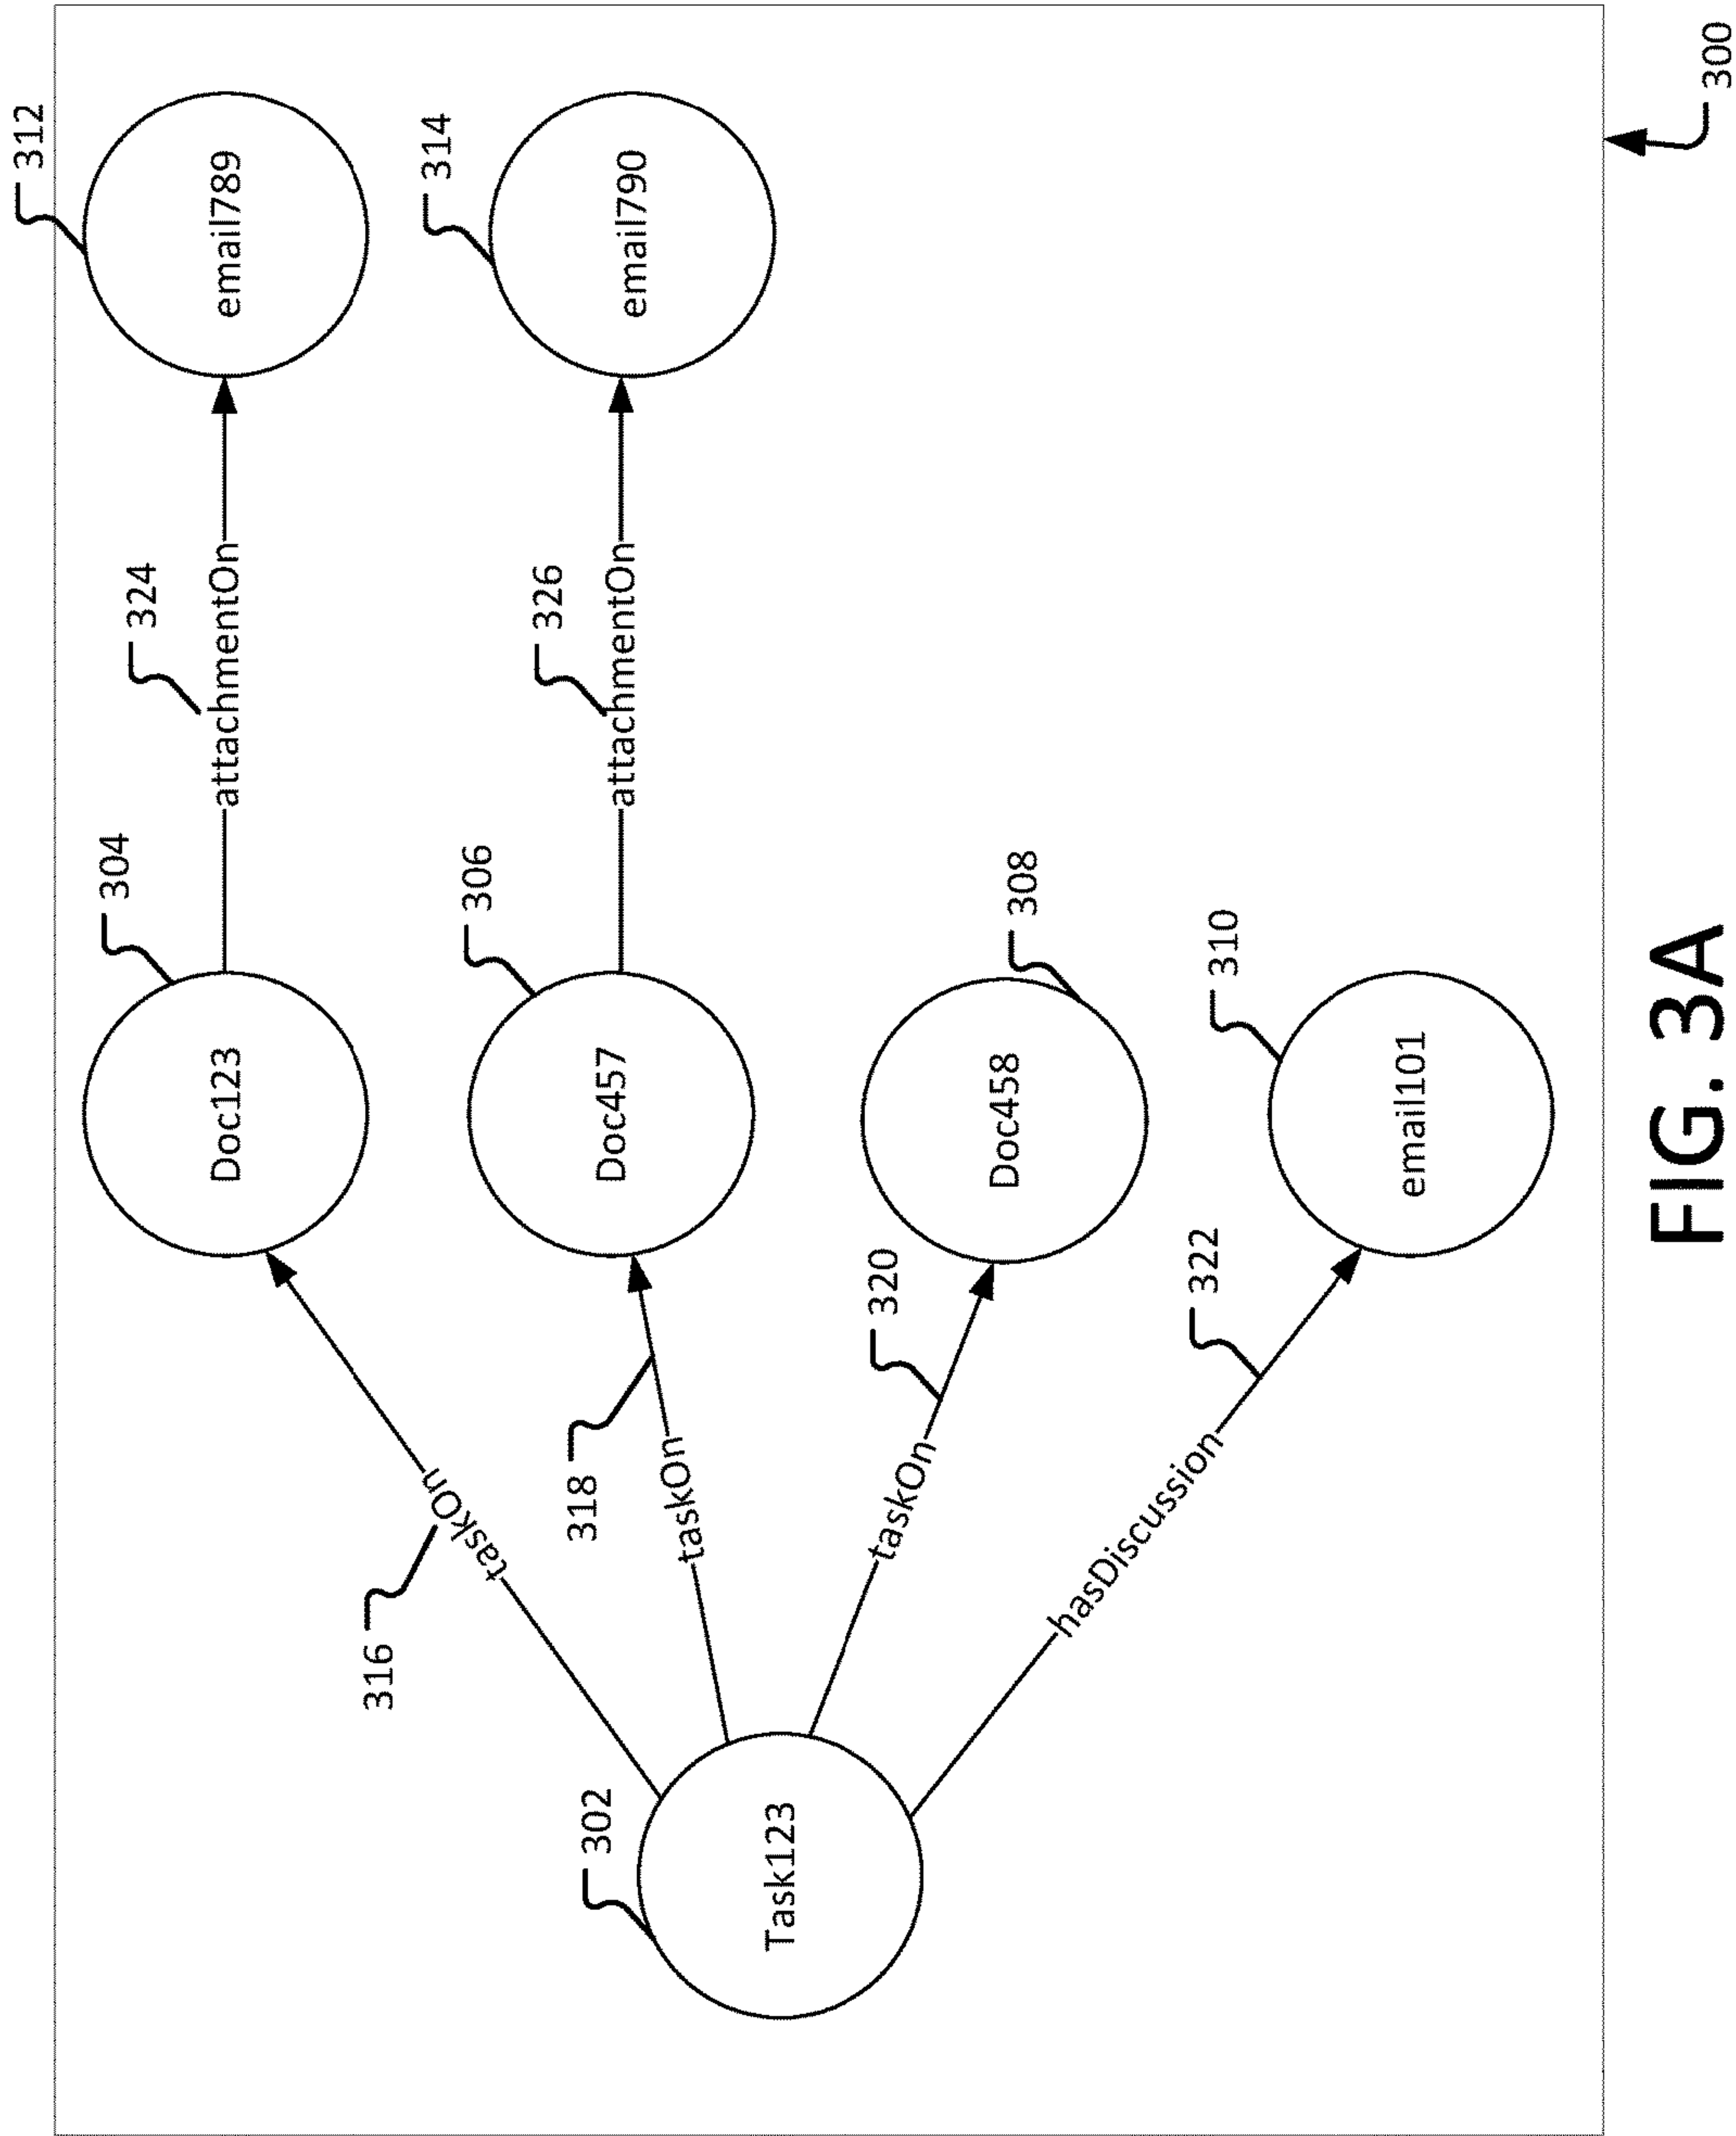 312
email789
324
attachmentOn
304
Doc123
314
email790
326
attachmentOn
306
Doc457
316
taskOn
318
taskOn
302
Task123
320
taskOn
308
Doc458
322
hasDiscussion
310
email101
300
FIG. 3A